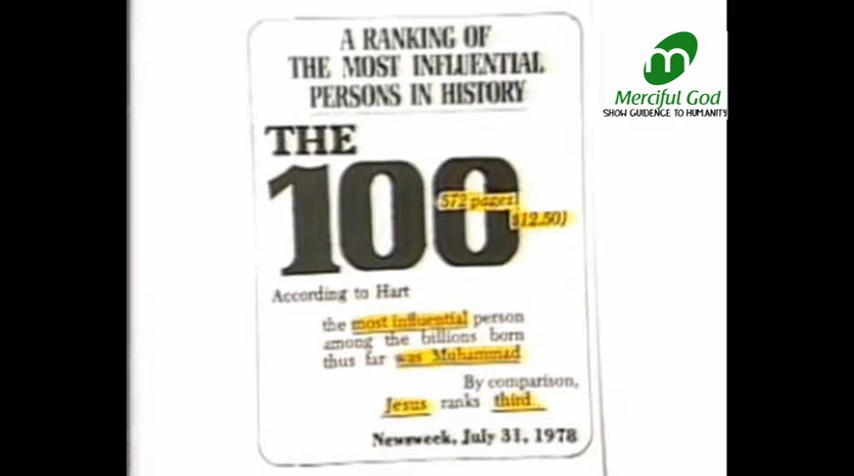 A RANKING OF
THE MOST INFLUENTIAL
PERSONS IN HISTORY
THE
100
572 pages.
$12.50)
According to Hart
the most influential person
among the billions born
thus far was Muhammad
By comparison,
Jesus ranks third.
Newsweek, July 31, 1978
m
Merciful God
SHOW GUIDENCE TO HUMANITY